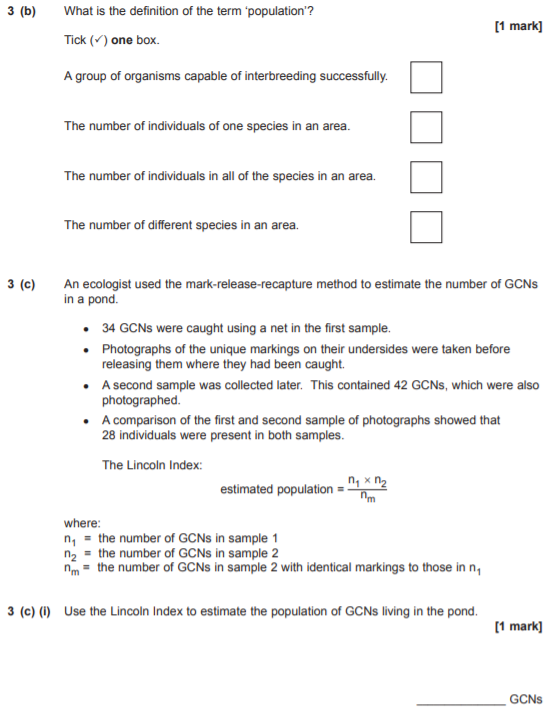 3 (b) What is the definition of the term ‘population’?
[1 mark]
Tick (✓) one box.
A group of organisms capable of interbreeding successfully.
The number of individuals of one species in an area.
The number of individuals in all of the species in an area.
The number of different species in an area.
3 (c) An ecologist used the mark-release-recapture method to estimate the number of GCNs
in a pond.
• 34 GCNs were caught using a net in the first sample.
• Photographs of the unique markings on their undersides were taken before
releasing them where they had been caught.
• A second sample was collected later. This contained 42 GCNs, which were also
photographed.
• A comparison of the first and second sample of photographs showed that
28 individuals were present in both samples.
The Lincoln Index:
estimated population = n₁ × n₂ / nₘ
where:
n₁ = the number of GCNs in sample 1
n₂ = the number of GCNs in sample 2
nₘ = the number of GCNs in sample 2 with identical markings to those in n₁
3 (c) (i) Use the Lincoln Index to estimate the population of GCNs living in the pond.
[1 mark]
__________ GCNs